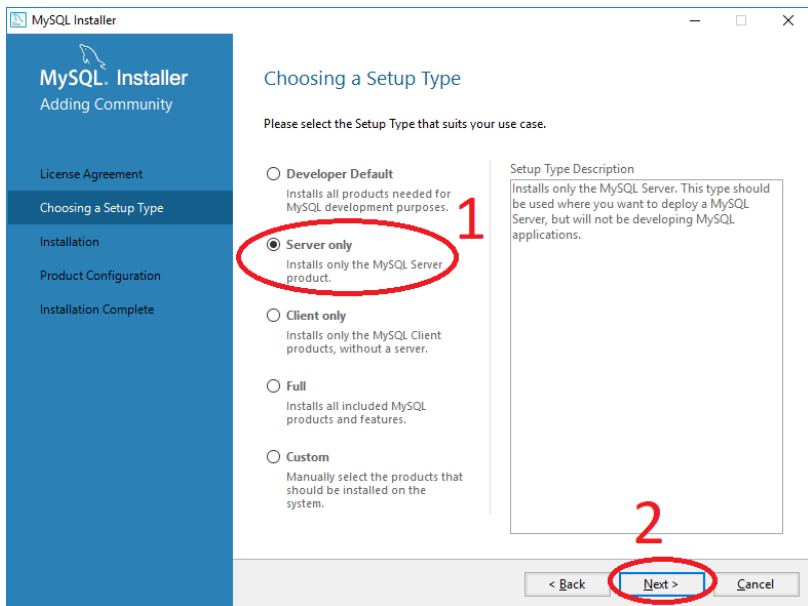 MySQL Installer
MySQL. Installer
Adding Community
License Agreement
Choosing a Setup Type
Installation
Product Configuration
Installation Complete
Choosing a Setup Type
Please select the Setup Type that suits your use case.
Developer Default
Installs all products needed for
MySQL development purposes.
1
Server only
Installs only the MySQL Server
product.
Client only
Installs only the MySQL Client
products, without a server.
Full
Installs all included MySQL
products and features.
Custom
Manually select the products that
should be installed on the
system.
Setup Type Description
Installs only the MySQL Server. This type should
be used where you want to deploy a MySQL
Server, but will not be developing MySQL
applications.
2
< Back
Next >
Cancel